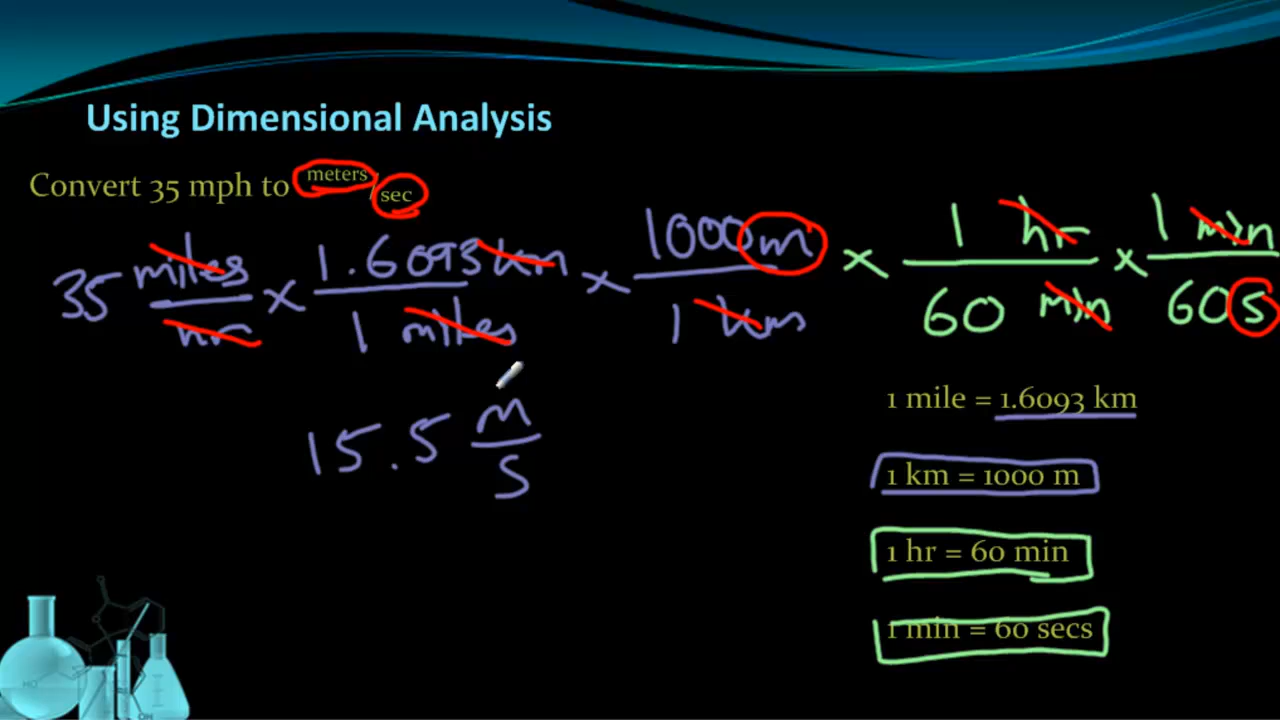 Using Dimensional Analysis
Convert 35 mph to meters/sec
35 miles/hr × 1.6093 km/1 miles × 1000 m/1 km × 1 hr/60 min × 1 min/60 s
15.5 m/s
1 mile = 1.6093 km
1 km = 1000 m
1 hr = 60 min
1 min = 60 secs
HO
OH